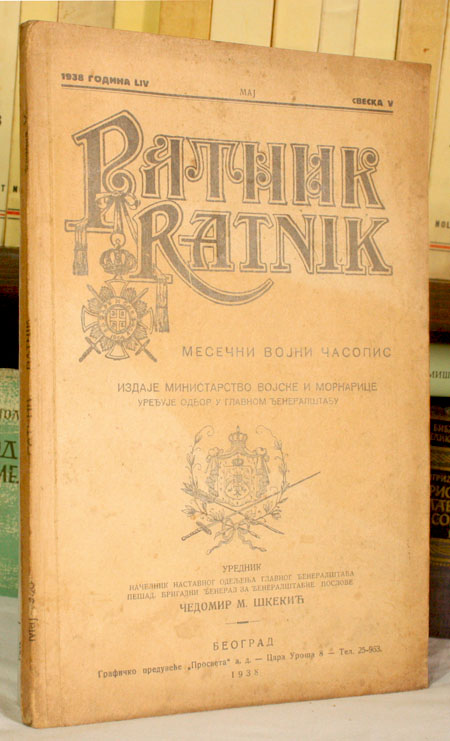 1938 ГОДИНА LIV
МАЈ
СВЕСКА V
РАТНИК
RATNIK
МЕСЕЧНИ ВОЈНИ ЧАСОПИС
ИЗДАЈЕ МИНИСТАРСТВО ВОЈСКЕ И МОРНАРИЦЕ
УРЕЂУЈЕ ОДБОР У ГЛАВНОМ ЂЕНЕРАЛШТАБУ
УРЕДНИК
НАЧЕЛНИК НАСТАВНОГ ОДЕЉЕЊА ГЛАВНОГ ЂЕНЕРАЛШТАБА
ПЕШАД. БРИГАДНИ ЂЕНЕРАЛ ЗА ЂЕНЕРАЛШТАБНЕ ПОСЛОВЕ
ЧЕДОМИР М. ШКЕКИЋ
БЕОГРАД
Графичко предузеће „Просвета“ а. д. — Цара Уроша 8 — Тел. 25-963.
1938